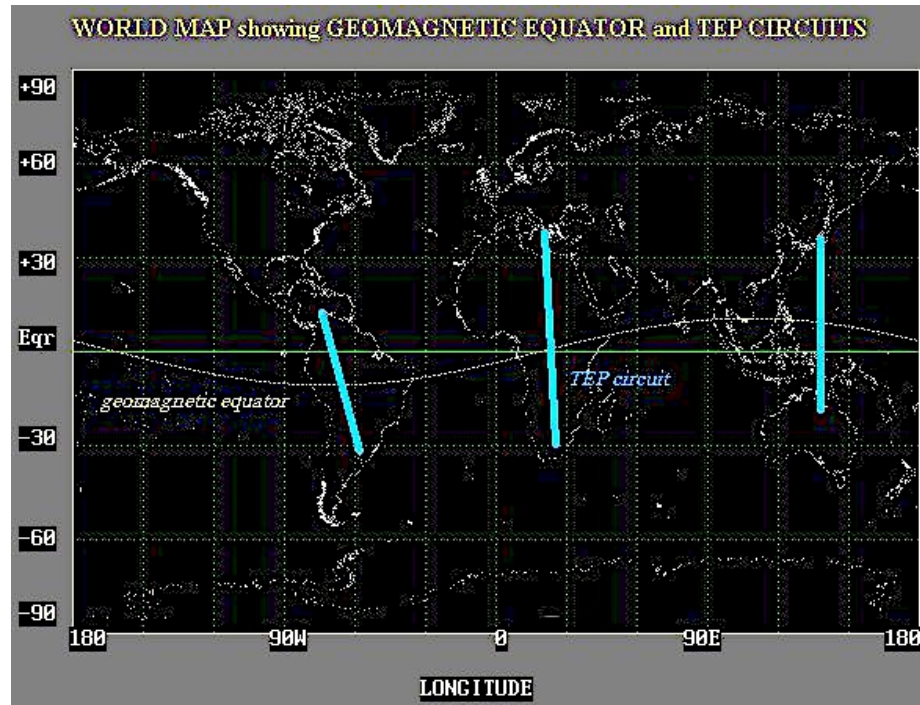 WORLD MAP showing GEOMAGNETIC EQUATOR and TEP CIRCUITS
+90
+60
+30
Eqr
geomagnetic equator
TEP circuit
-30
-60
-90
180 90W 0 90E 180
LONGITUDE